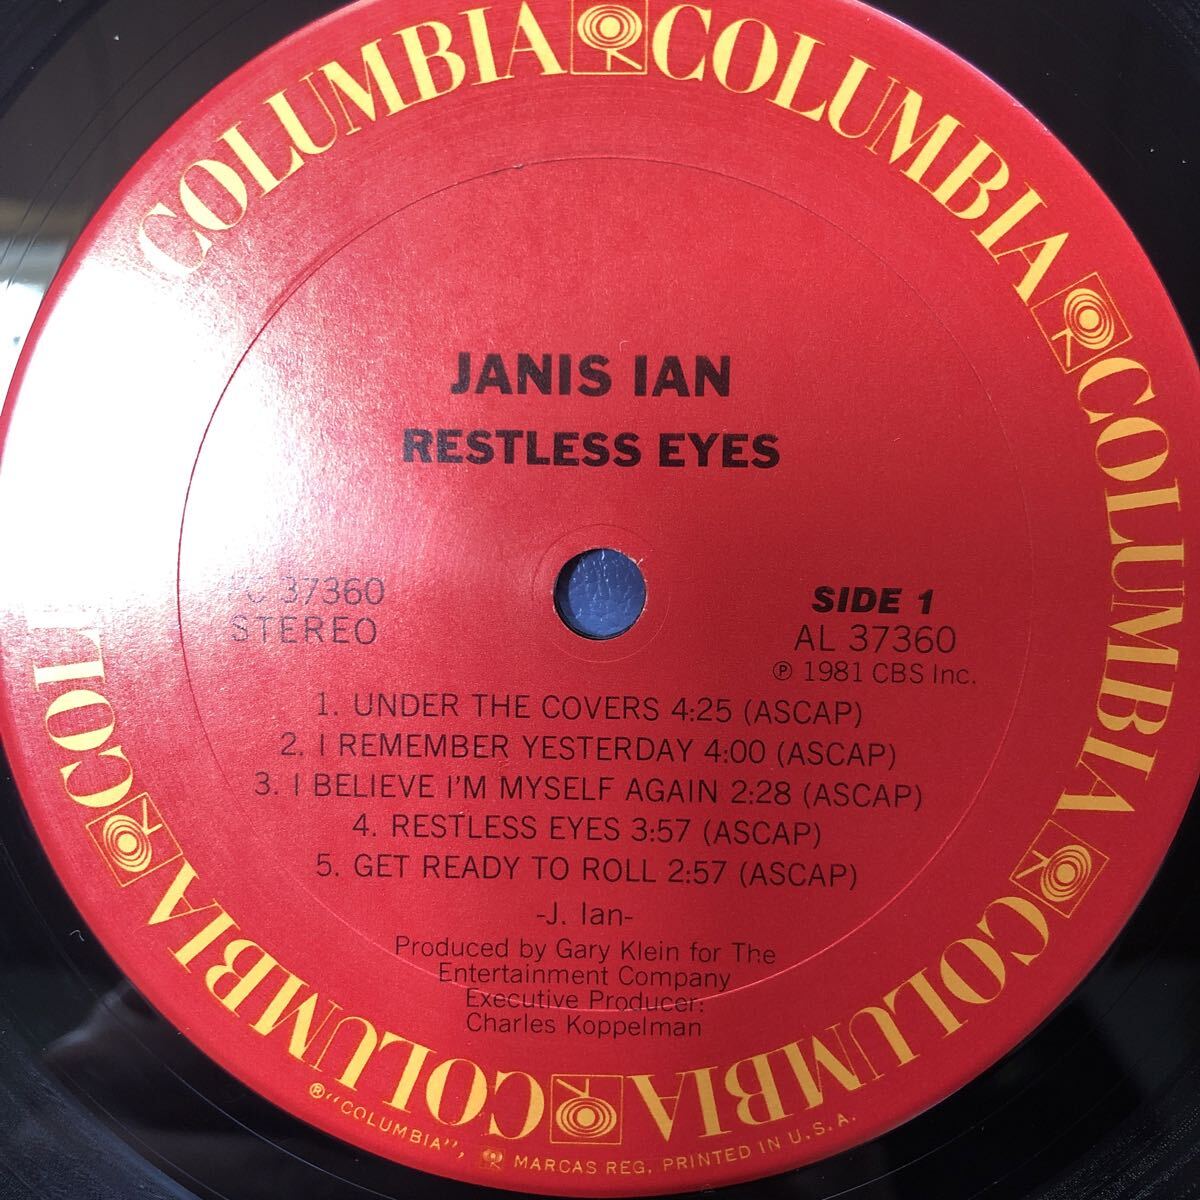 COLUMBIA COLUMBIA COLUMBIA COLUMBIA COLUMBIA COLUMBIA
JANIS IAN
RESTLESS EYES
37360
STEREO
SIDE 1
AL 37360
Ⓟ 1981 CBS Inc.
1. UNDER THE COVERS 4:25 (ASCAP)
2. I REMEMBER YESTERDAY 4:00 (ASCAP)
3. I BELIEVE I'M MYSELF AGAIN 2:28 (ASCAP)
4. RESTLESS EYES 3:57 (ASCAP)
5. GET READY TO ROLL 2:57 (ASCAP)
-J. Ian-
Produced by Gary Klein for The
Entertainment Company
Executive Producer:
Charles Koppelman
® "COLUMBIA", MARCAS REG. PRINTED IN U.S.A.